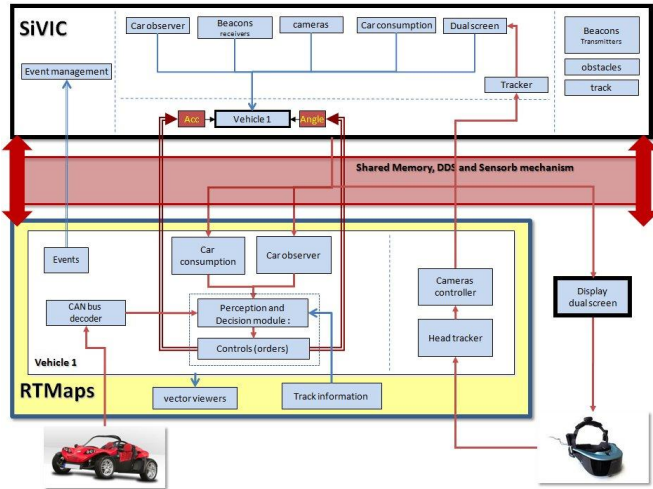 SiVIC
Car observer
Beacons
receivers
cameras
Car consumption
Dual screen
Beacons
Transmitters
Event management
obstacles
Tracker
track
Acc
Vehicle 1
Angle
Shared Memory, DDS and Sensorb mechanism
Events
Car
consumption
Car observer
Cameras
controller
Display
dual screen
CAN bus
decoder
Perception and
Decision module :
Head tracker
Controls (orders)
Vehicle 1
RTMaps
vector viewers
Track information